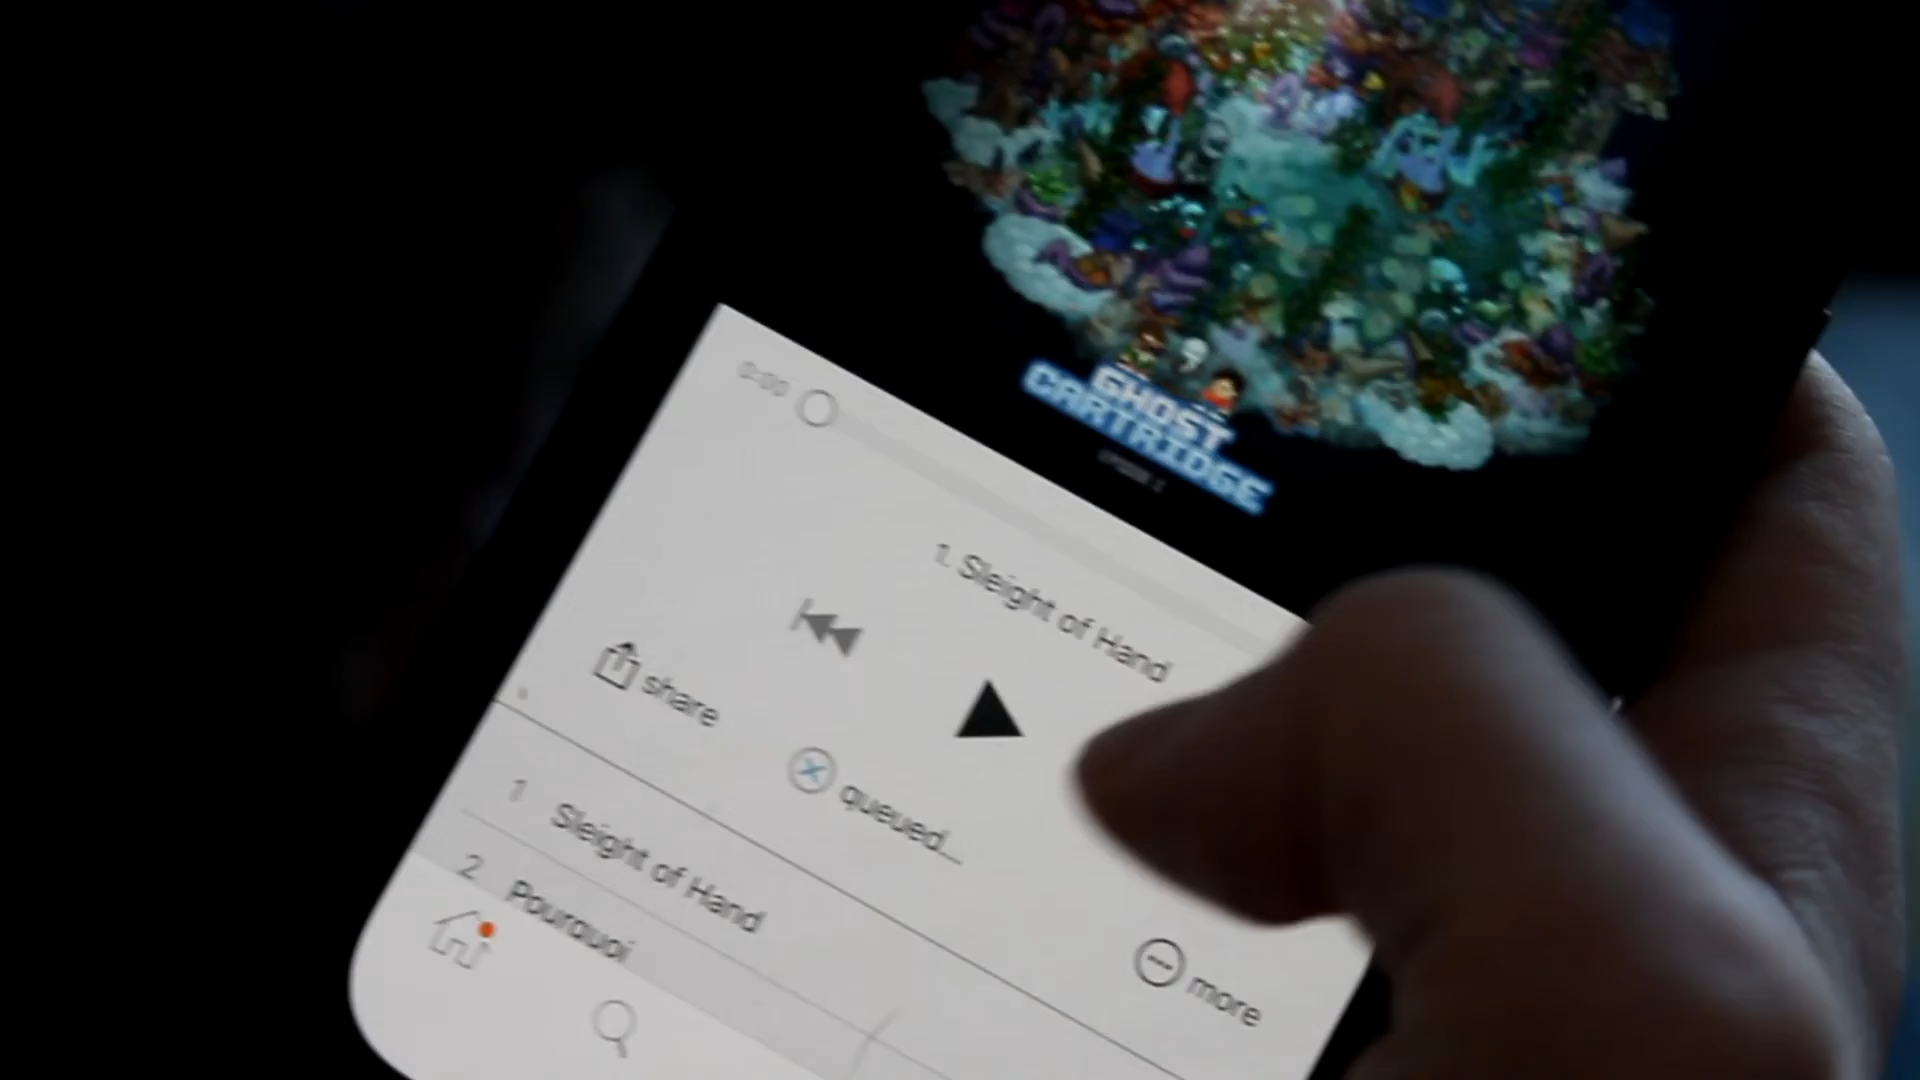 GHOST
CARTRIDGE
0:00
1. Sleight of Hand
share
queued...
more
1 Sleight of Hand
2 Pourquoi